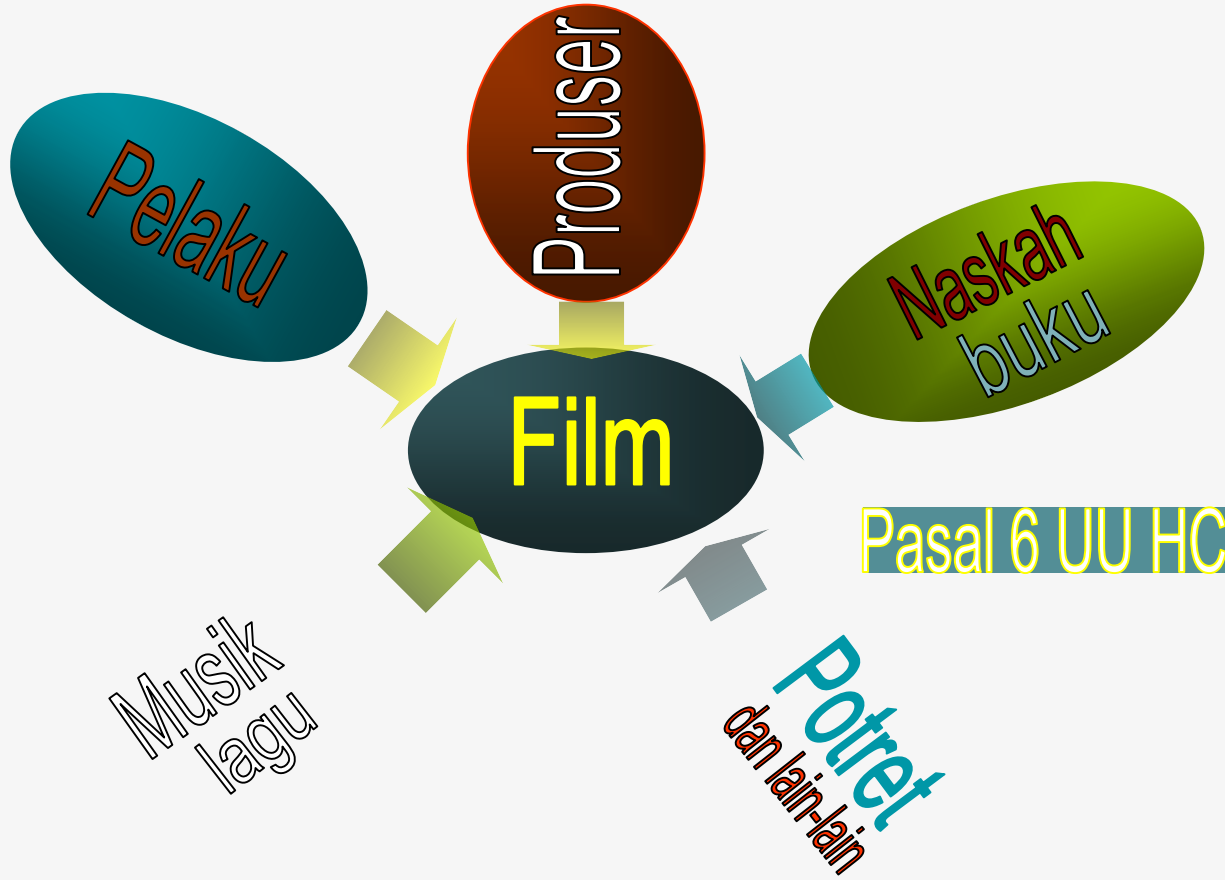 Produser
Pelaku
Naskah
buku
Film
Pasal 6 UU HC
Musik
lagu
Potret
dan lain-lain